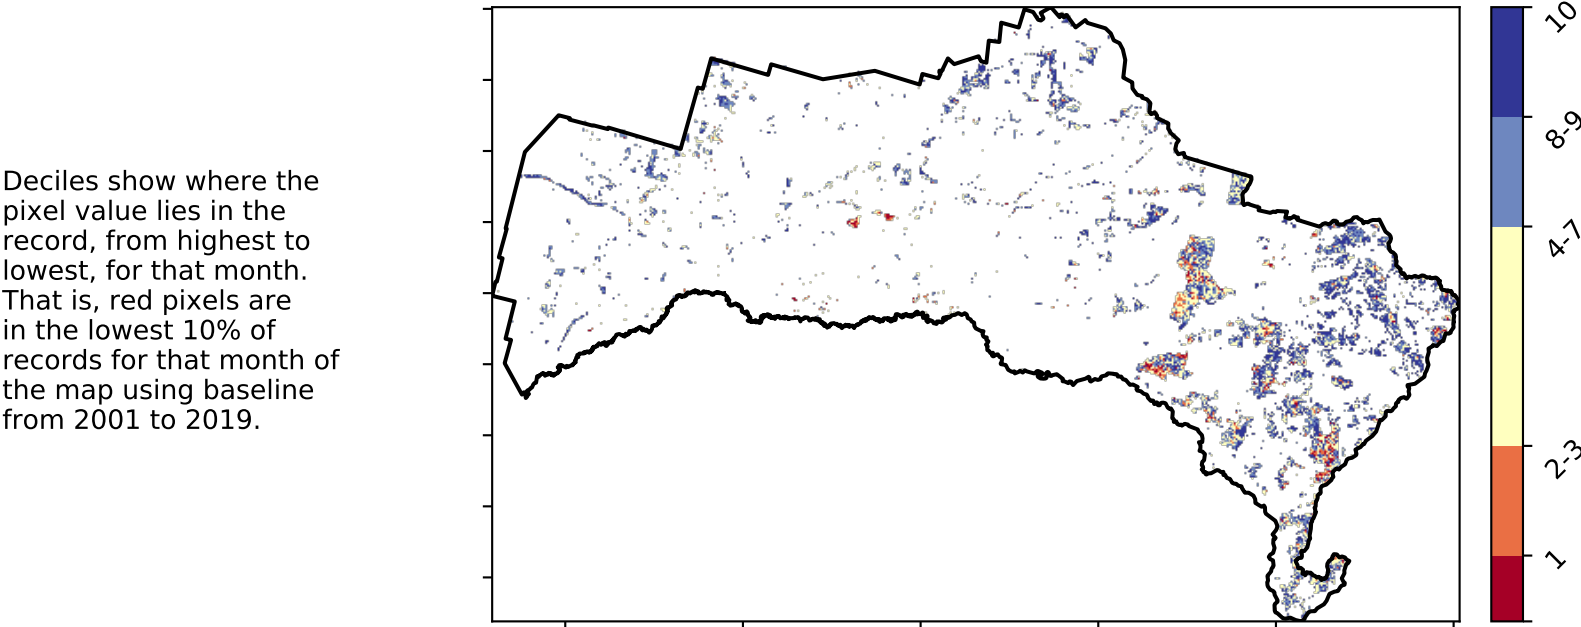 Deciles show where the
pixel value lies in the
record, from highest to
lowest, for that month.
That is, red pixels are
in the lowest 10% of
records for that month of
the map using baseline
from 2001 to 2019.
10
8-9
4-7
2-3
1